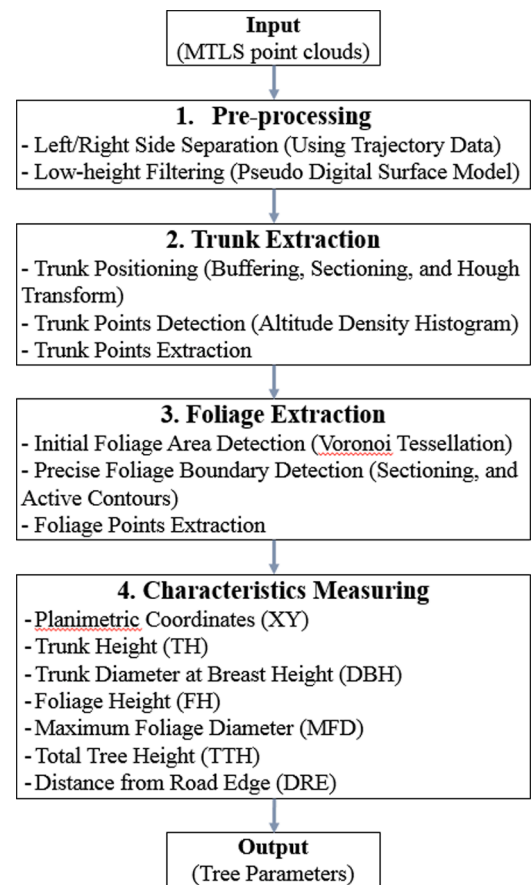 Input
(MTLS point clouds)
1. Pre-processing
- Left/Right Side Separation (Using Trajectory Data)
- Low-height Filtering (Pseudo Digital Surface Model)
2. Trunk Extraction
- Trunk Positioning (Buffering, Sectioning, and Hough
Transform)
- Trunk Points Detection (Altitude Density Histogram)
- Trunk Points Extraction
3. Foliage Extraction
- Initial Foliage Area Detection (Voronoi Tessellation)
- Precise Foliage Boundary Detection (Sectioning, and
Active Contours)
- Foliage Points Extraction
4. Characteristics Measuring
- Planimetric Coordinates (XY)
- Trunk Height (TH)
- Trunk Diameter at Breast Height (DBH)
- Foliage Height (FH)
- Maximum Foliage Diameter (MFD)
- Total Tree Height (TTH)
- Distance from Road Edge (DRE)
Output
(Tree Parameters)